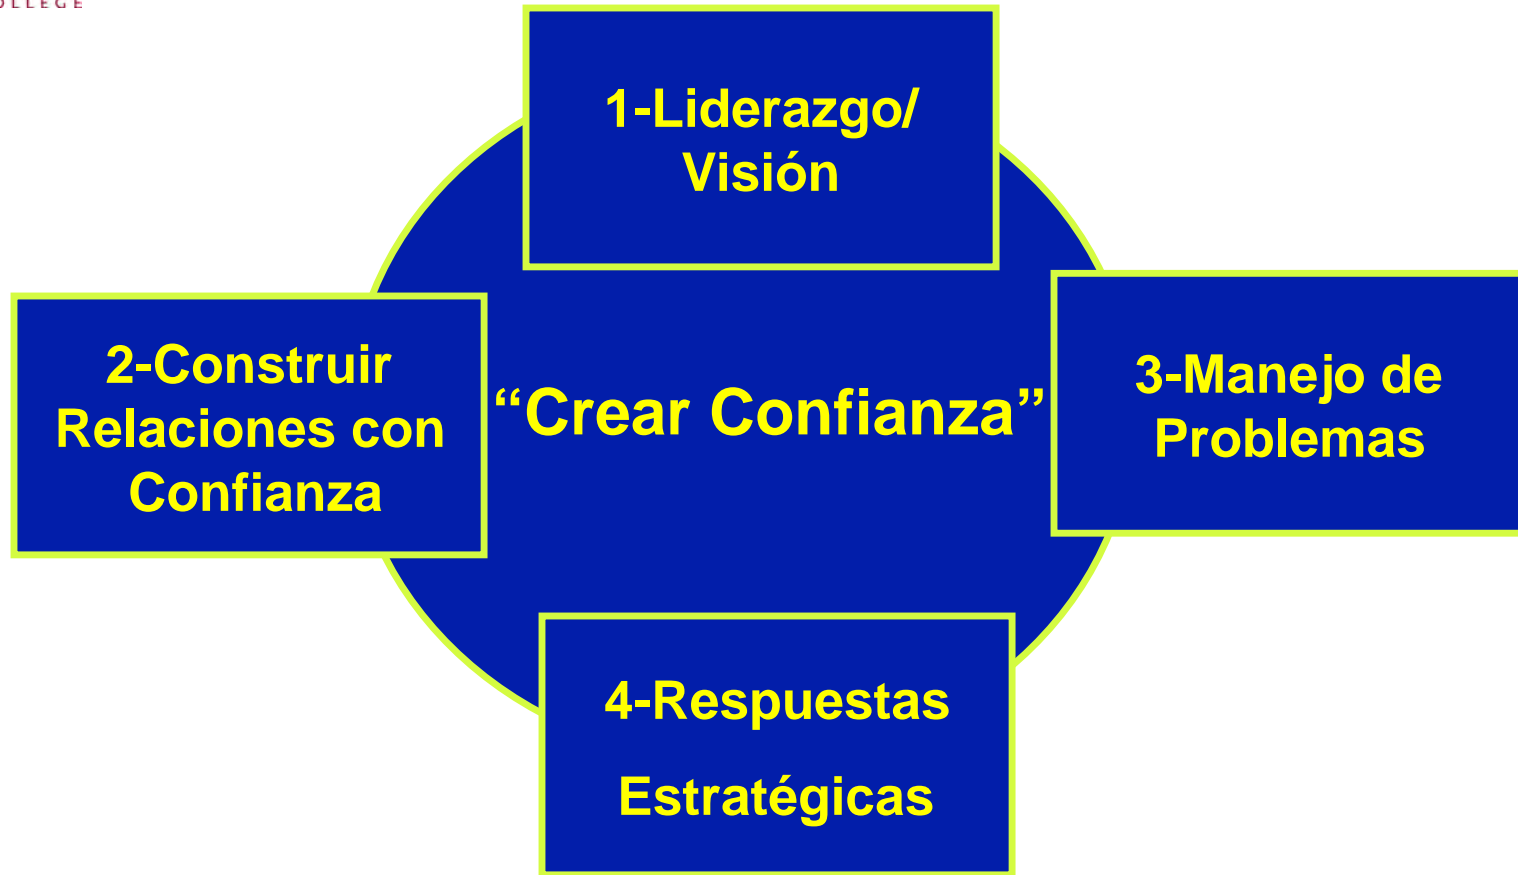 OLLEGE
1-Liderazgo/
Visión
2-Construir
Relaciones con
Confianza
“Crear Confianza”
3-Manejo de
Problemas
4-Respuestas
Estratégicas